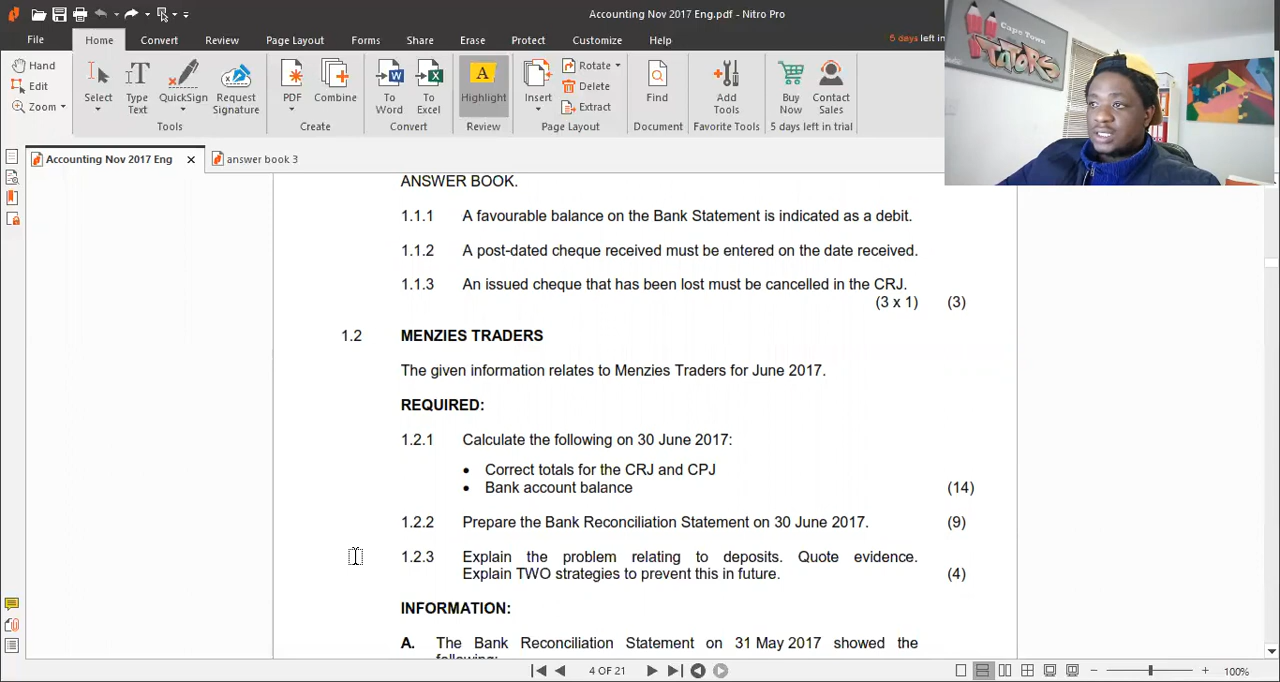 Accounting Nov 2017 Eng.pdf - Nitro Pro
File Home Convert Review Page Layout Forms Share Erase Protect Customize Help
5 days left in
Hand
Edit
Zoom
Select
Type Text
QuickSign
Request Signature
Tools
PDF
Combine
Create
To Word
To Excel
Convert
Highlight
Review
Insert
Rotate
Delete
Extract
Page Layout
Find
Document
Add Tools
Favorite Tools
Buy Now
Contact Sales
5 days left in trial
Cape Town
TUTORS
Accounting Nov 2017 Eng
answer book 3
ANSWER BOOK.
1.1.1 A favourable balance on the Bank Statement is indicated as a debit.
1.1.2 A post-dated cheque received must be entered on the date received.
1.1.3 An issued cheque that has been lost must be cancelled in the CRJ.
(3 x 1) (3)
1.2 MENZIES TRADERS
The given information relates to Menzies Traders for June 2017.
REQUIRED:
1.2.1 Calculate the following on 30 June 2017:
• Correct totals for the CRJ and CPJ
• Bank account balance (14)
1.2.2 Prepare the Bank Reconciliation Statement on 30 June 2017. (9)
1.2.3 Explain the problem relating to deposits. Quote evidence.
Explain TWO strategies to prevent this in future. (4)
INFORMATION:
A. The Bank Reconciliation Statement on 31 May 2017 showed the
following:
4 OF 21
100%